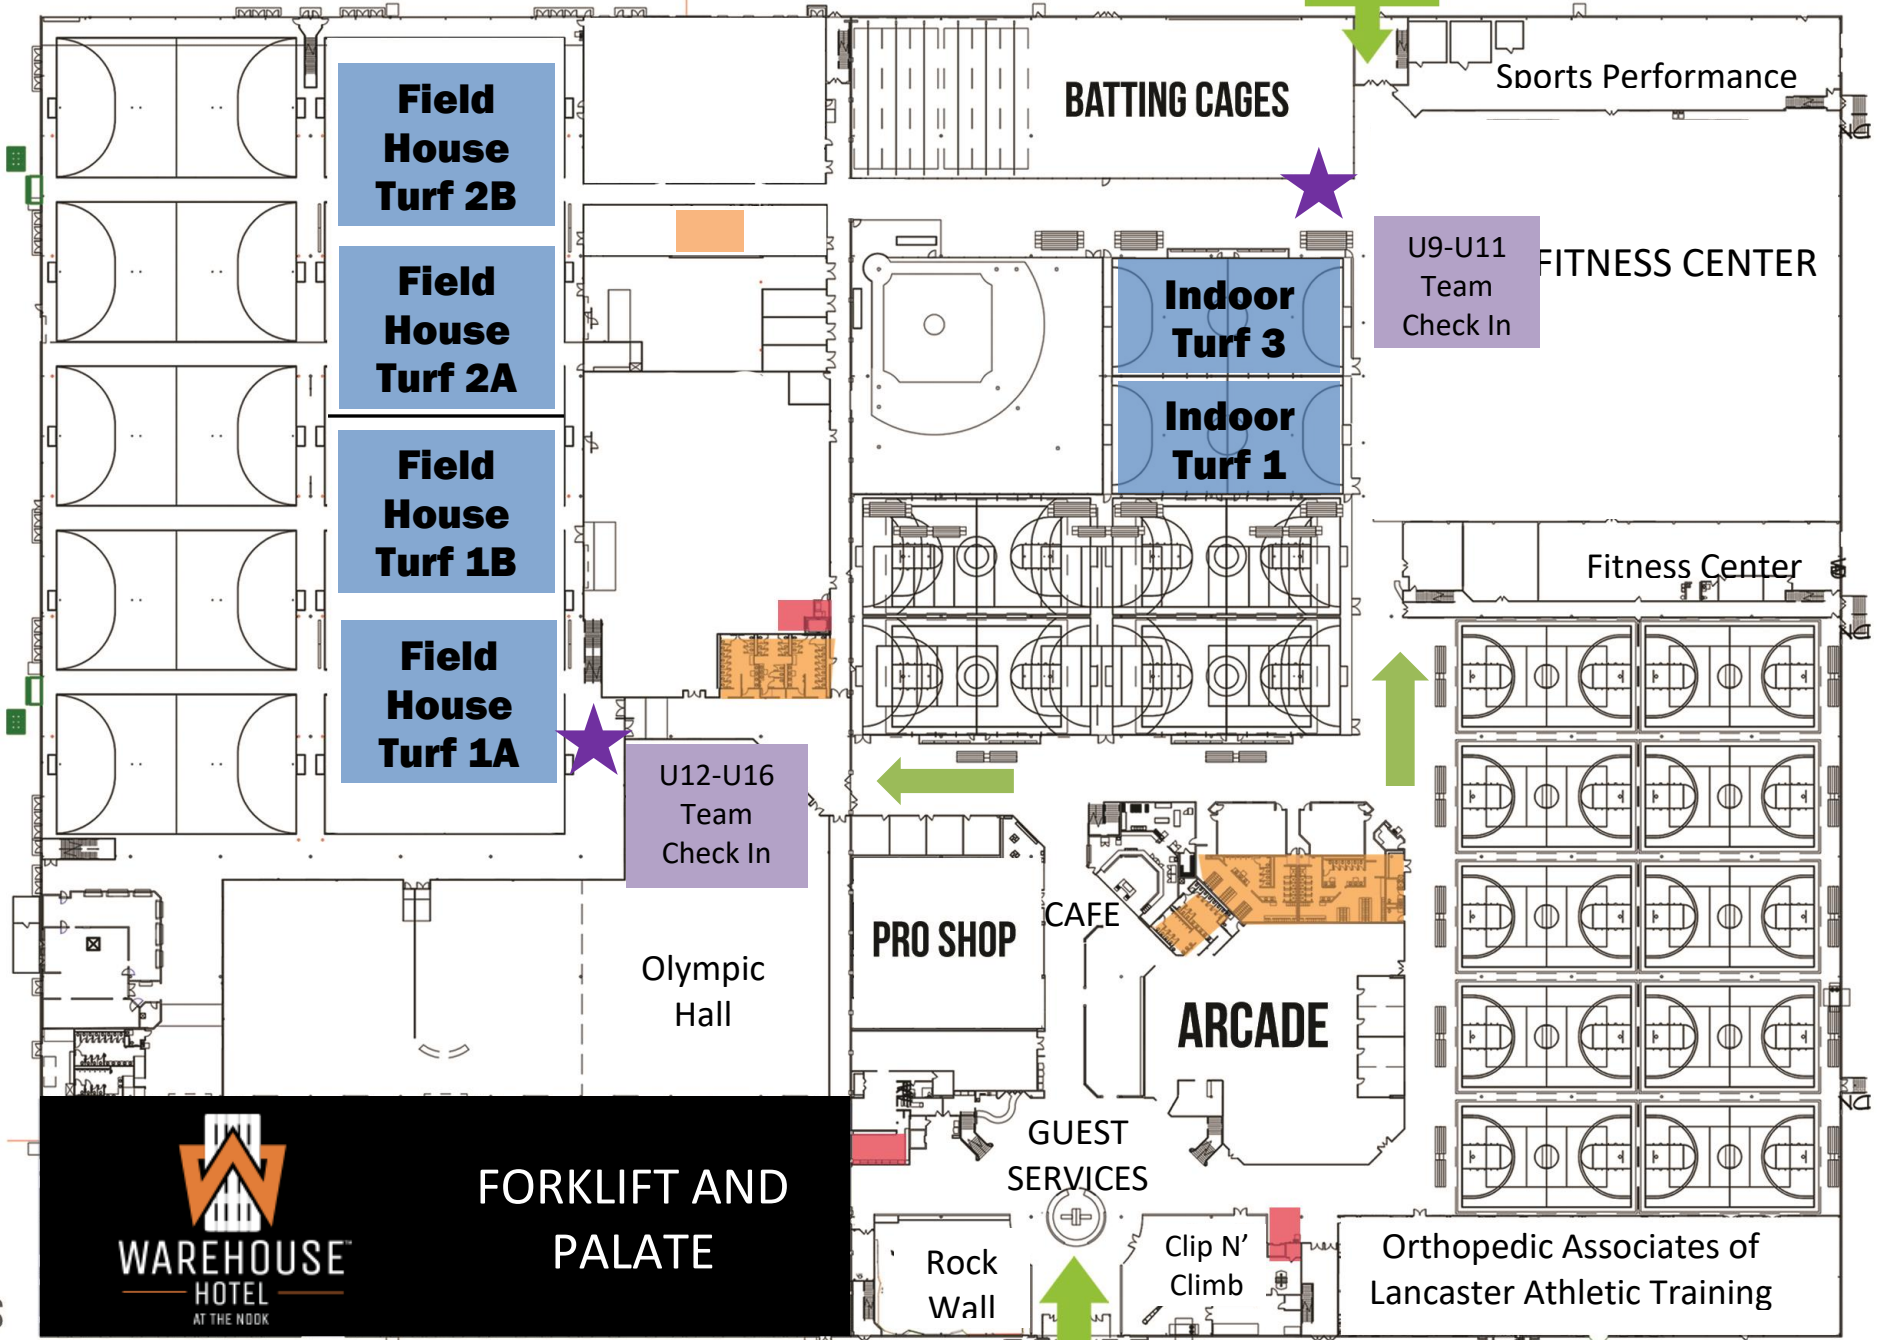 Field
House
Turf 2B
BATTING CAGES
Sports Performance
U9-U11
Team
Check In
FITNESS CENTER
Field
House
Turf 2A
Indoor
Turf 3
Indoor
Turf 1
Field
House
Turf 1B
Fitness Center
Field
House
Turf 1A
U12-U16
Team
Check In
CAFE
PRO SHOP
Olympic
Hall
ARCADE
GUEST
SERVICES
WAREHOUSE™
HOTEL
AT THE NOOK
FORKLIFT AND
PALATE
Rock
Wall
Clip N’
Climb
Orthopedic Associates of
Lancaster Athletic Training